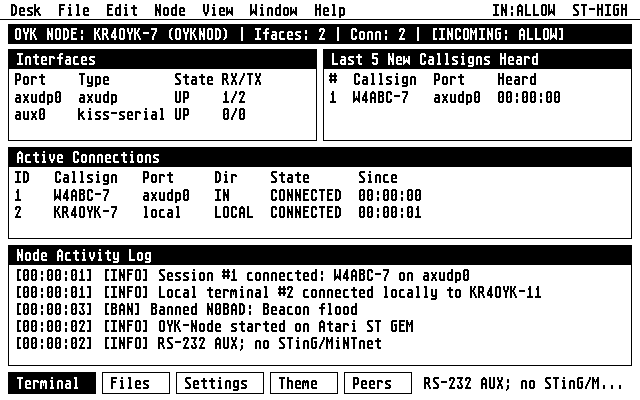 Desk File Edit Node View Window Help IN:ALLOW ST-HIGH
OYK NODE: KR4OYK-7 (OYKNOD) | Ifaces: 2 | Conn: 2 | [INCOMING: ALLOW]
Interfaces
Port Type State RX/TX
axudp0 axudp UP 1/2
aux0 kiss-serial UP 0/0
Last 5 New Callsigns Heard
# Callsign Port Heard
1 W4ABC-7 axudp0 00:00:00
Active Connections
ID Callsign Port Dir State Since
1 W4ABC-7 axudp0 IN CONNECTED 00:00:00
2 KR4OYK-7 local LOCAL CONNECTED 00:00:01
Node Activity Log
[00:00:01] [INFO] Session #1 connected: W4ABC-7 on axudp0
[00:00:01] [INFO] Local terminal #2 connected locally to KR4OYK-11
[00:00:03] [BAN] Banned N0BAD: Beacon flood
[00:00:02] [INFO] OYK-Node started on Atari ST GEM
[00:00:02] [INFO] RS-232 AUX; no STinG/MiNTnet
Terminal Files Settings Theme Peers RS-232 AUX; no STinG/M...